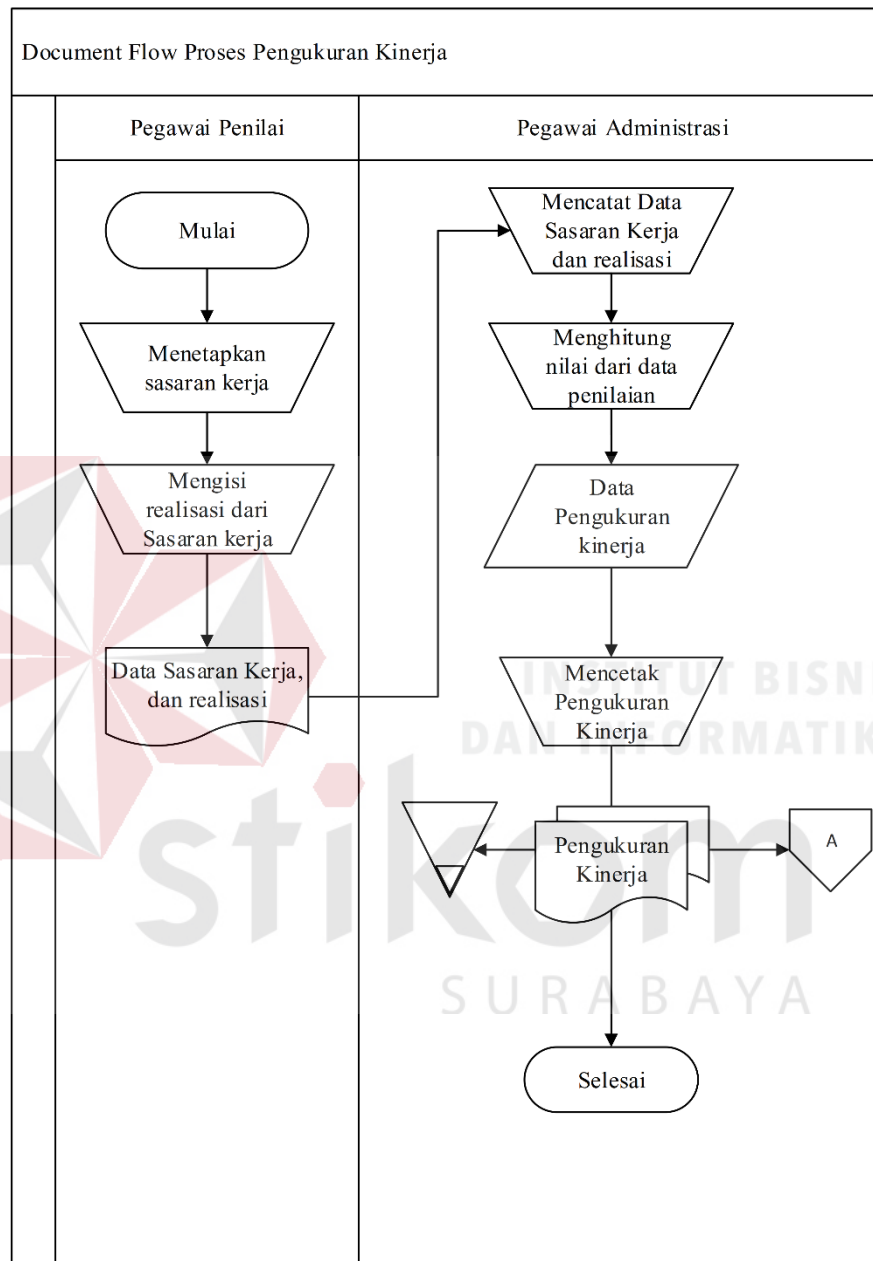 Document Flow Proses Pengukuran Kinerja
Pegawai Penilai
Pegawai Administrasi
Mulai
Menetapkan
sasaran kerja
Mengisi
realisasi dari
Sasaran kerja
Data Sasaran Kerja,
dan realisasi
Mencatat Data
Sasaran Kerja
dan realisasi
Menghitung
nilai dari data
penilaian
Data
Pengukuran
kinerja
Mencetak
Pengukuran
Kinerja
Pengukuran
Kinerja
A
Selesai
INSTITUT BISNI
DAN INFORMATIK
stikom
SURABAYA